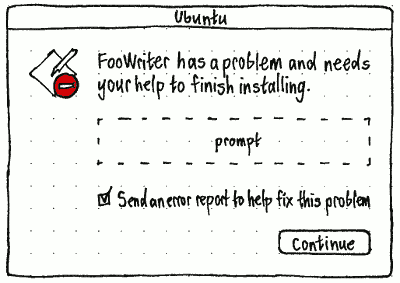 Ubuntu
FooWriter has a problem and needs
your help to finish installing.
prompt
Send an error report to help fix this problem
Continue